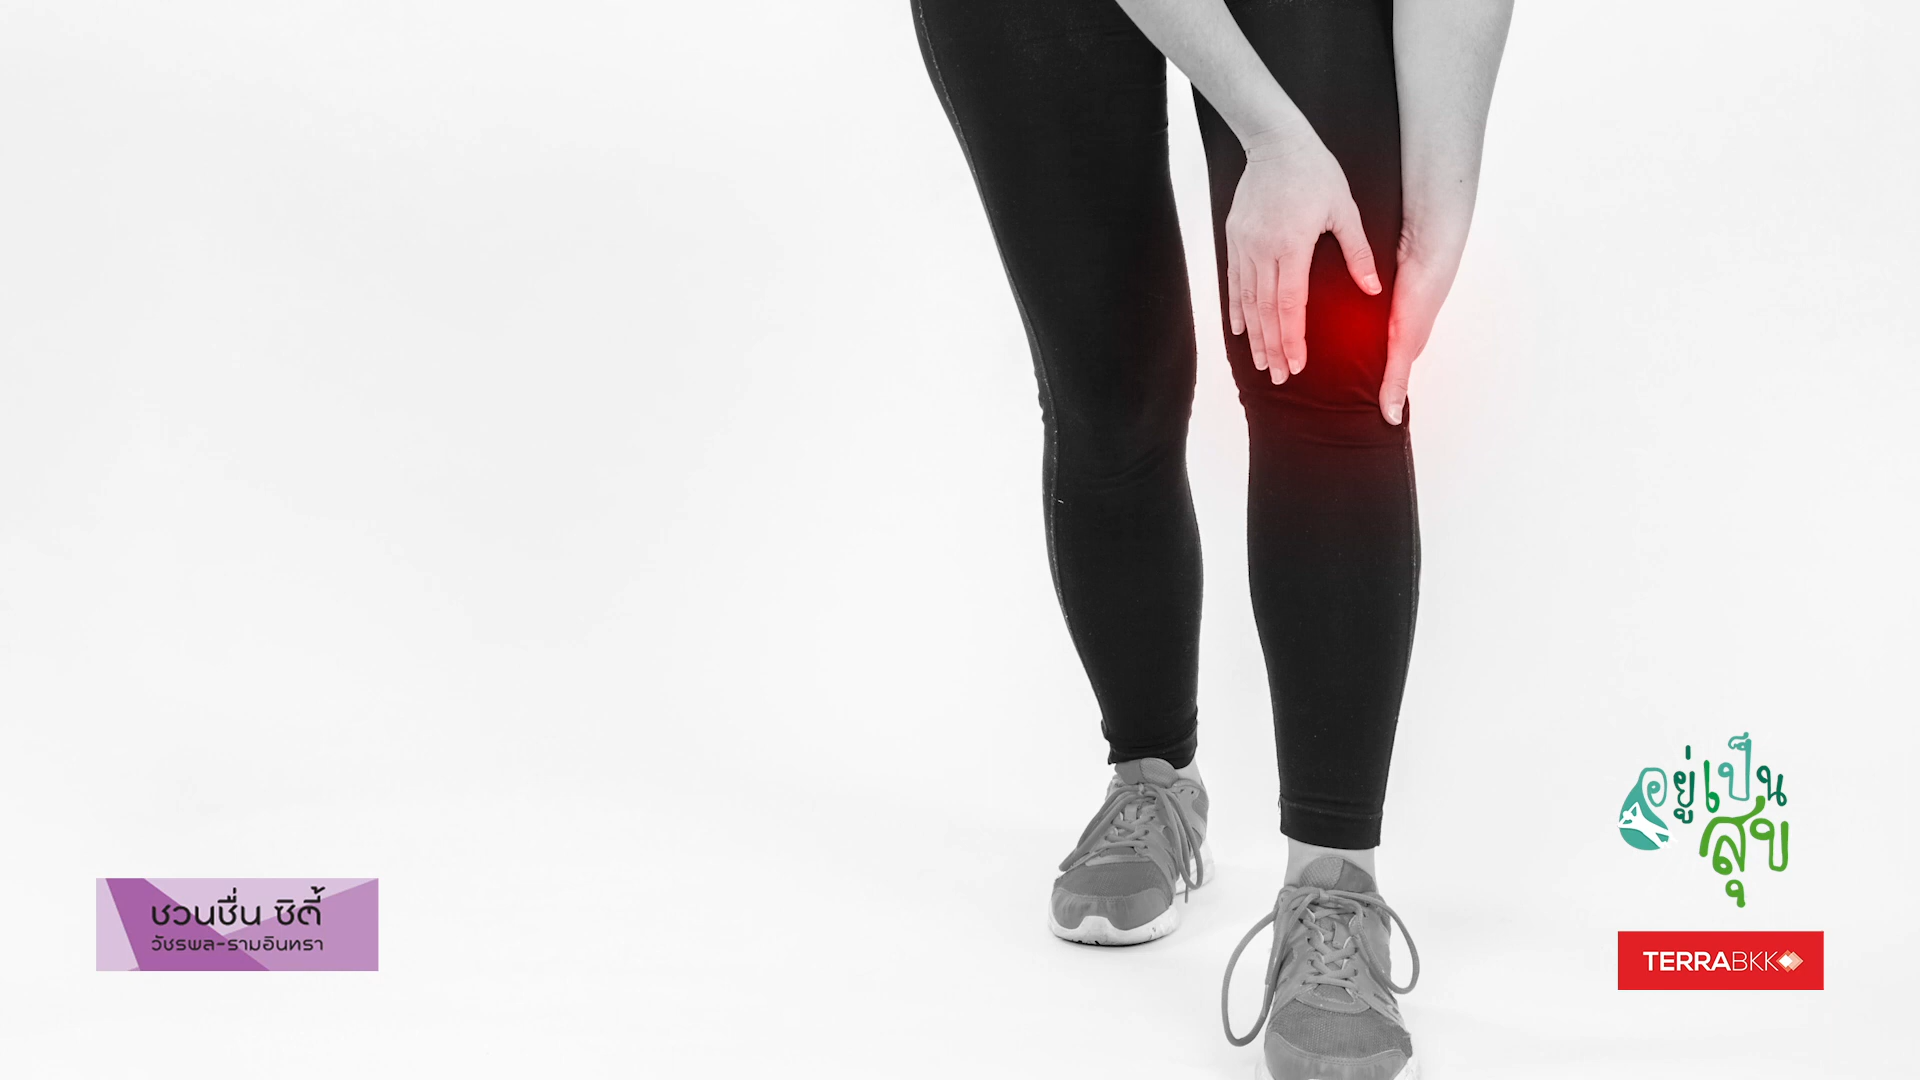 ชวนชื่น ซิตี้
วัชรพล-รามอินทรา
อยู่เป็น
สุข
TERRABKK